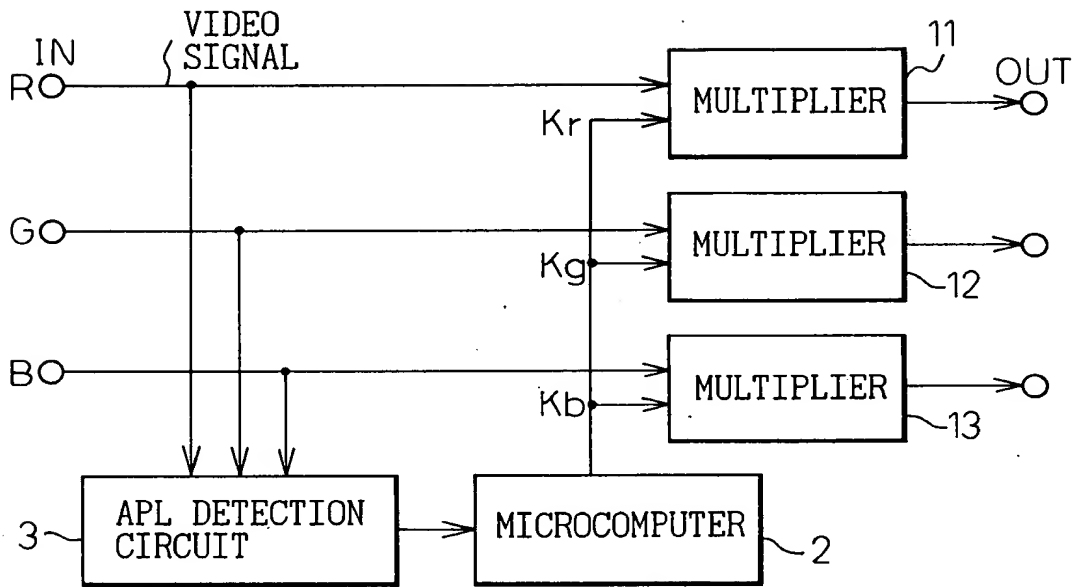 IN
VIDEO
SIGNAL
R
11
OUT
MULTIPLIER
Kr
G
MULTIPLIER
Kg
12
B
MULTIPLIER
Kb
13
3
APL DETECTION
CIRCUIT
MICROCOMPUTER
2